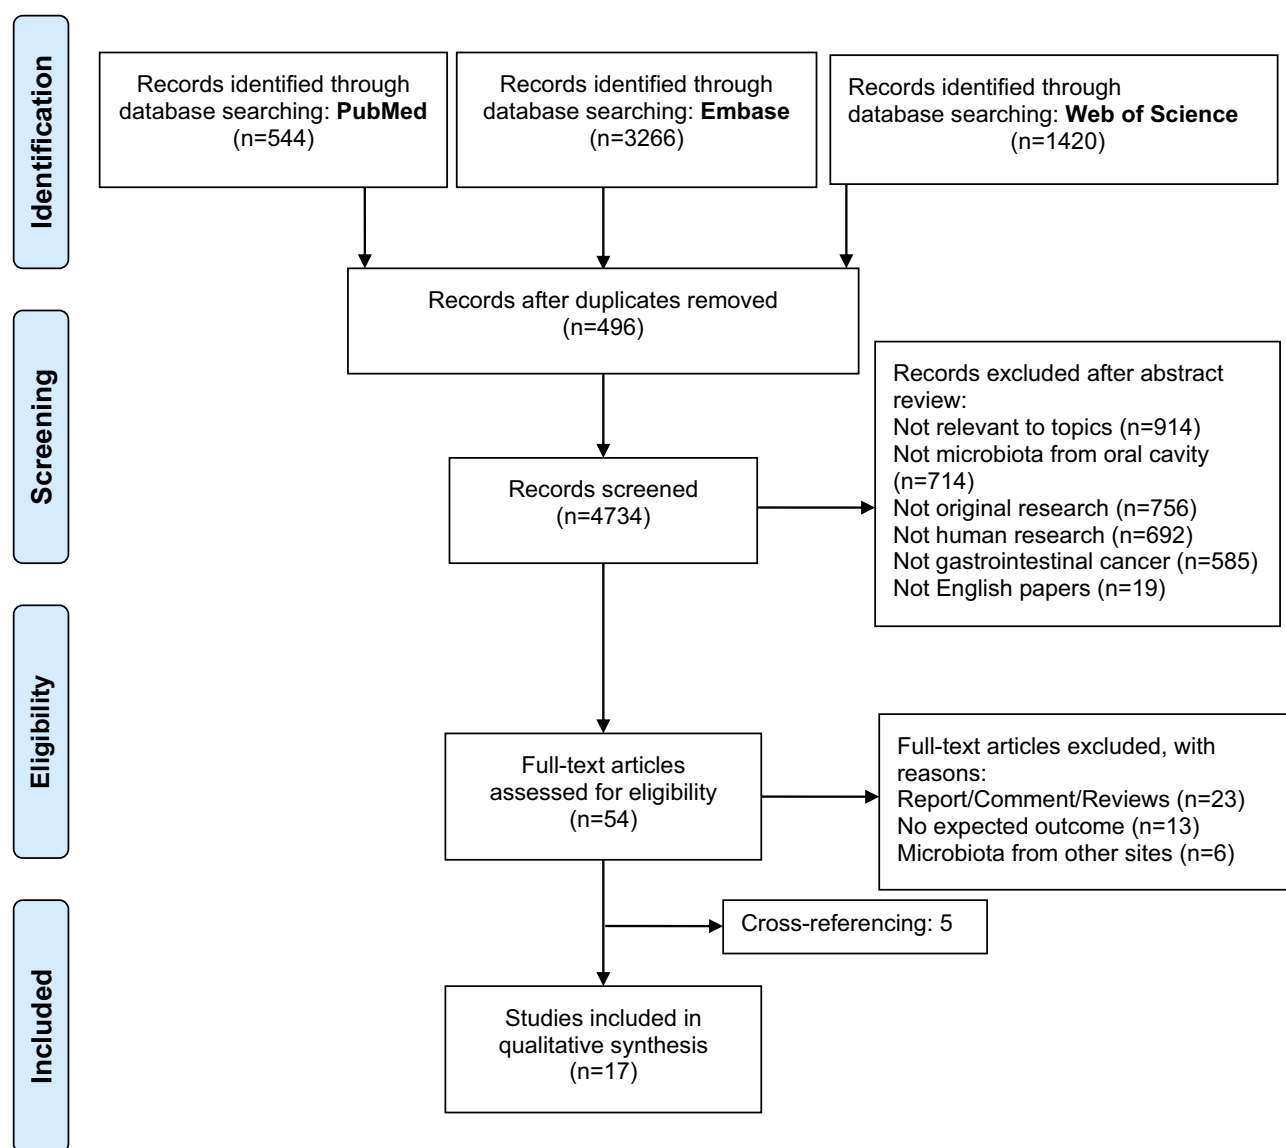 Identification
Records identified through
database searching: PubMed
(n=544)
Records identified through
database searching: Embase
(n=3266)
Records identified through
database searching: Web of Science
(n=1420)
Records after duplicates removed
(n=496)
Screening
Records screened
(n=4734)
Records excluded after abstract
review:
Not relevant to topics (n=914)
Not microbiota from oral cavity
(n=714)
Not original research (n=756)
Not human research (n=692)
Not gastrointestinal cancer (n=585)
Not English papers (n=19)
Eligibility
Full-text articles
assessed for eligibility
(n=54)
Full-text articles excluded, with
reasons:
Report/Comment/Reviews (n=23)
No expected outcome (n=13)
Microbiota from other sites (n=6)
Included
Cross-referencing: 5
Studies included in
qualitative synthesis
(n=17)